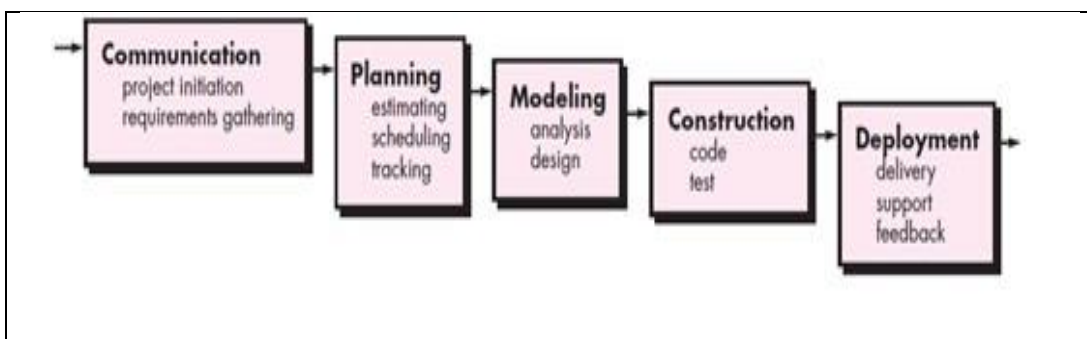 Communication
project initiation
requirements gathering
Planning
estimating
scheduling
tracking
Modeling
analysis
design
Construction
code
test
Deployment
delivery
support
feedback